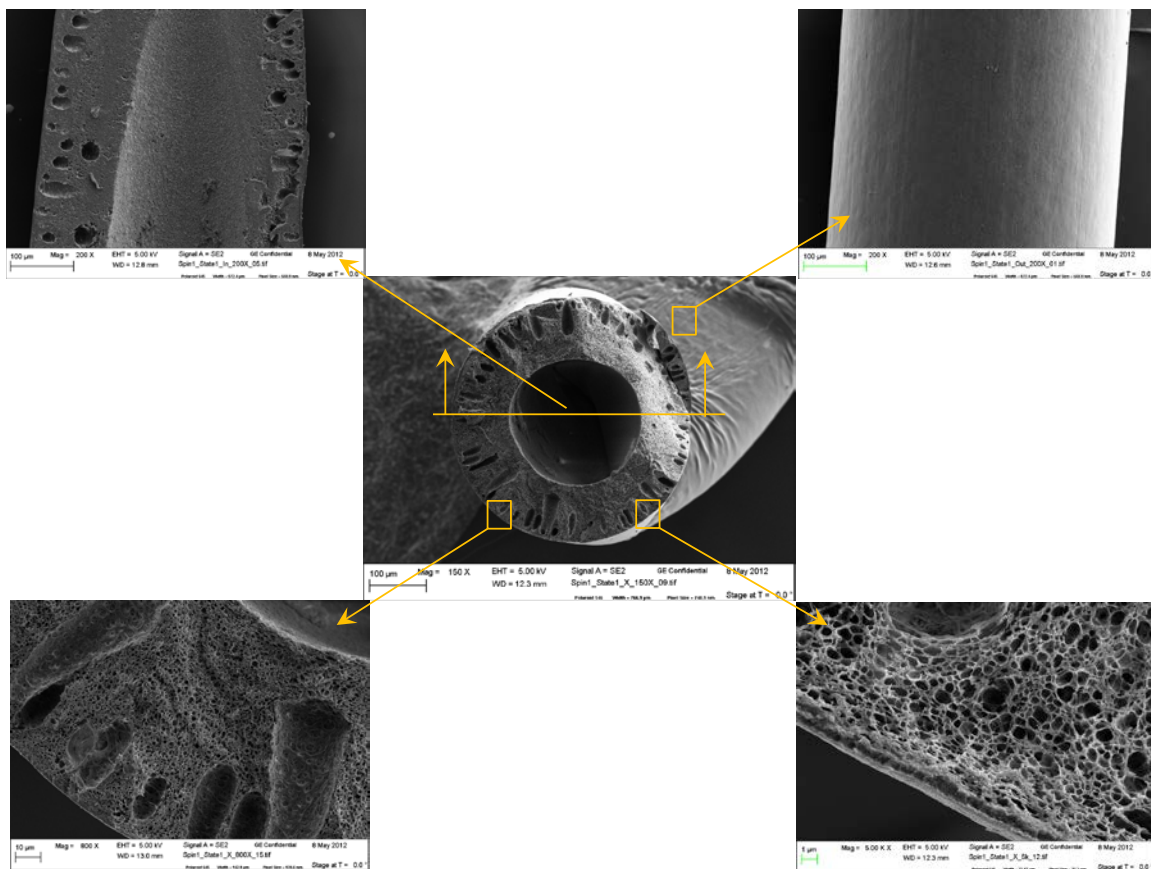 100 µm Mag = 200 X EHT = 5.00 kV Signal A = SE2 GE Confidential 8 May 2012
WD = 12.8 mm Spin1_State1_In_200X_05.tif
Stage at T = 0.0
100 µm Mag = 200 X EHT = 5.00 kV Signal A = SE2 GE Confidential 8 May 2012
WD = 12.6 mm Spin1_State1_Out_200X_01.tif
Stage at T = 0.0
100 µm Mag = 150 X EHT = 5.00 kV Signal A = SE2 GE Confidential 8 May 2012
WD = 12.3 mm Spin1_State1_X_150X_09.tif
Stage at T = 0.0 °
10 µm Mag = 800 X EHT = 5.00 kV Signal A = SE2 GE Confidential 8 May 2012
WD = 13.0 mm Spin1_State1_X_800X_15.tif
Stage at T = 0.0 °
1 µm Mag = 5.00 K X EHT = 5.00 kV Signal A = SE2 GE Confidential 8 May 2012
WD = 12.3 mm Spin1_State1_X_5k_12.tif
Stage at T = 0.0 °